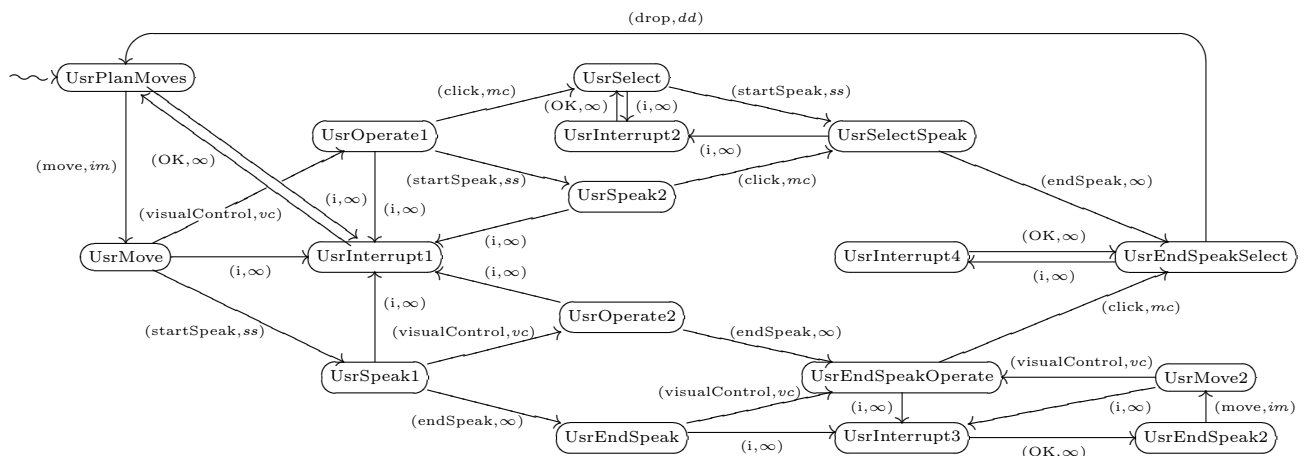 (drop,dd)
UsrPlanMoves
UsrSelect
(click,mc)
(startSpeak,ss)
(OK,∞)
(i,∞)
UsrOperate1
UsrInterrupt2
UsrSelectSpeak
(move,im)
(OK,∞)
(i,∞)
(startSpeak,ss)
(click,mc)
(endSpeak,∞)
(i,∞)
UsrSpeak2
(visualControl,vc)
(i,∞)
(i,∞)
(OK,∞)
UsrMove
UsrInterrupt1
UsrInterrupt4
UsrEndSpeakSelect
(i,∞)
(i,∞)
(i,∞)
(i,∞)
(click,mc)
UsrOperate2
(startSpeak,ss)
(visualControl,vc)
(endSpeak,∞)
(visualControl,vc)
UsrSpeak1
UsrEndSpeakOperate
UsrMove2
(visualControl,vc)
(endSpeak,∞)
(i,∞)
(i,∞)
(move,im)
UsrEndSpeak
UsrInterrupt3
UsrEndSpeak2
(i,∞)
(OK,∞)